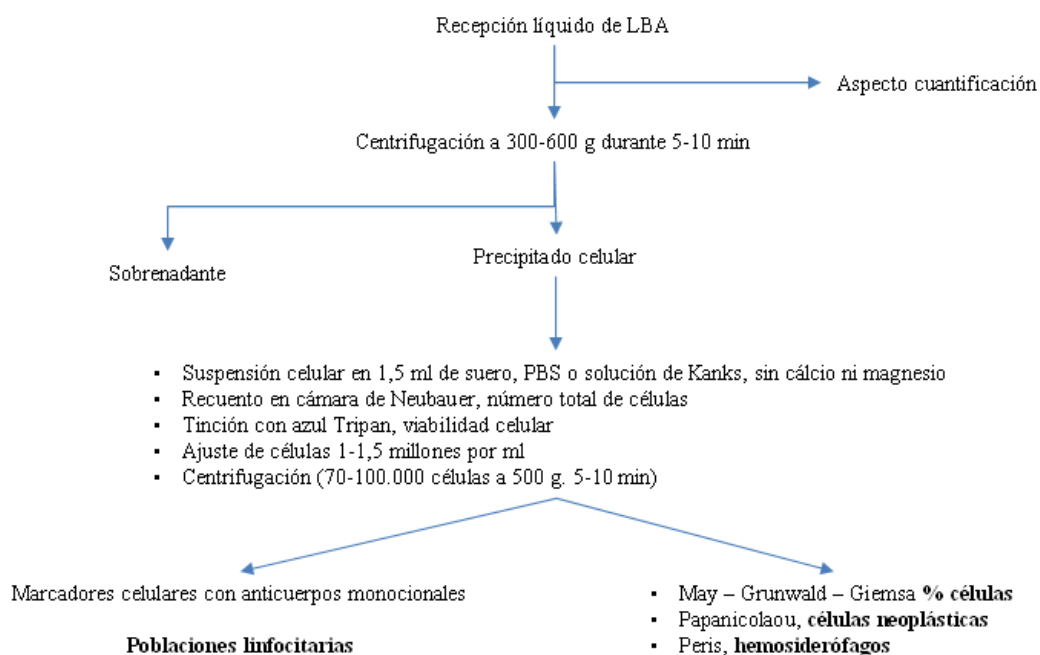 Recepción líquido de LBA
Aspecto cuantificación
Centrifugación a 300-600 g durante 5-10 min
Sobrenadante
Precipitado celular
▪ Suspensión celular en 1,5 ml de suero, PBS o solución de Kanks, sin cálcio ni magnesio
▪ Recuento en cámara de Neubauer, número total de células
▪ Tinción con azul Tripan, viabilidad celular
▪ Ajuste de células 1-1,5 millones por ml
▪ Centrifugación (70-100.000 células a 500 g. 5-10 min)
Marcadores celulares con anticuerpos monocionales
Poblaciones linfocitarias
▪ May – Grunwald – Giemsa % células
▪ Papanicolaou, células neoplásticas
▪ Peris, hemosiderófagos